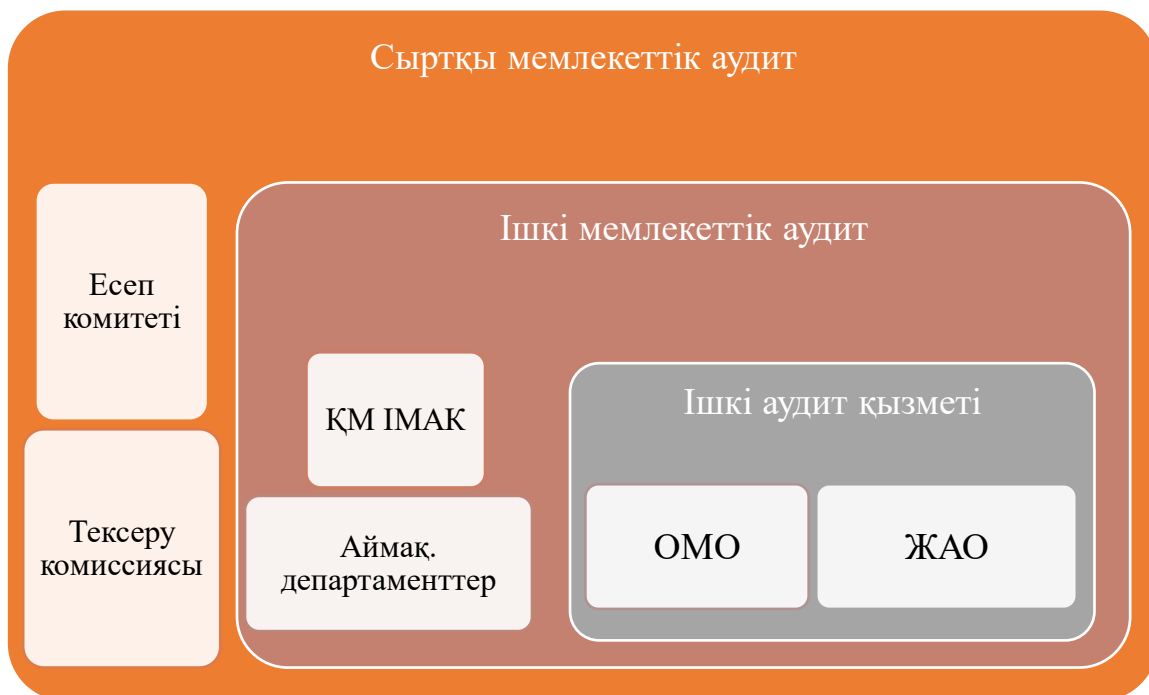 Сыртқы мемлекеттік аудит
Есеп
комитеті
Тексеру
комиссиясы
Ішкі мемлекеттік аудит
ҚМ ІМАК
Аймақ.
департаменттер
Ішкі аудит қызметі
ОМО
ЖАО